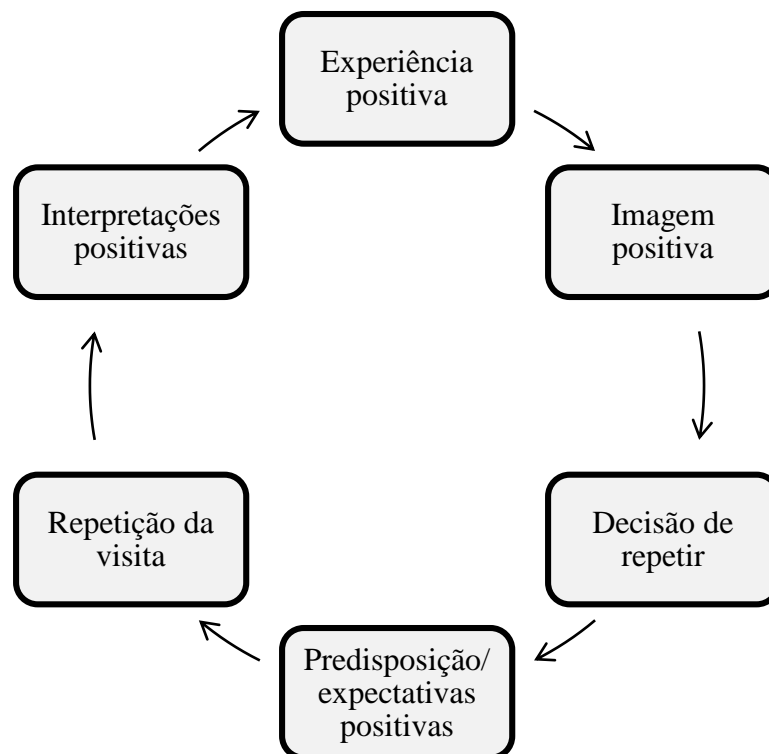 Experiência
positiva
Imagem
positiva
Decisão de
repetir
Predisposição/
expectativas
positivas
Repetição da
visita
Interpretações
positivas